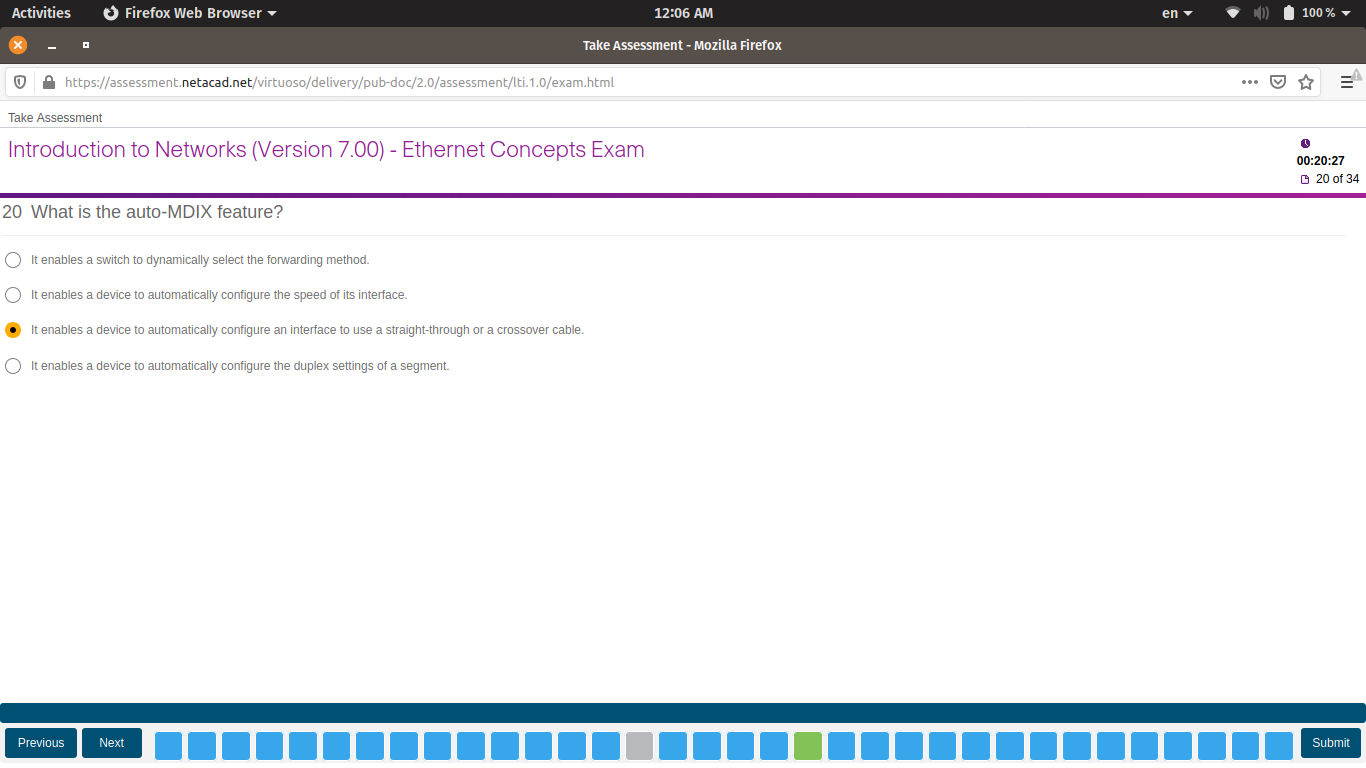 Activities Firefox Web Browser 12:06 AM en 100 %
Take Assessment - Mozilla Firefox
https://assessment.netacad.net/virtuoso/delivery/pub-doc/2.0/assessment/lti.1.0/exam.html
Take Assessment
Introduction to Networks (Version 7.00) - Ethernet Concepts Exam
00:20:27
20 of 34
20 What is the auto-MDIX feature?
It enables a switch to dynamically select the forwarding method.
It enables a device to automatically configure the speed of its interface.
It enables a device to automatically configure an interface to use a straight-through or a crossover cable.
It enables a device to automatically configure the duplex settings of a segment.
Previous Next Submit